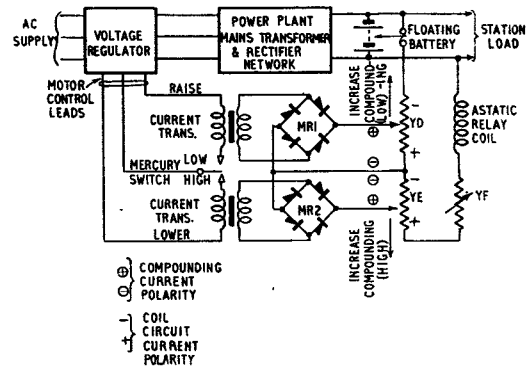 AC
SUPPLY
VOLTAGE
REGULATOR
POWER PLANT
MAINS TRANSFORMER
& RECTIFIER
NETWORK
FLOATING
BATTERY
STATION
LOAD
MOTOR
CONTROL
LEADS
RAISE
CURRENT
TRANS.
MR1
INCREASE
COMPOUND-ING
(LOW)
⊕
−
YD
+
ASTATIC
RELAY
COIL
MERCURY
SWITCH
LOW
HIGH
⊖
⊖
−
CURRENT
TRANS.
MR2
⊕
YE
+
YF
LOWER
INCREASE
COMPOUNDING
(HIGH)
⊕ COMPOUNDING
CURRENT
⊖ POLARITY
− COIL
CIRCUIT
+ CURRENT
POLARITY